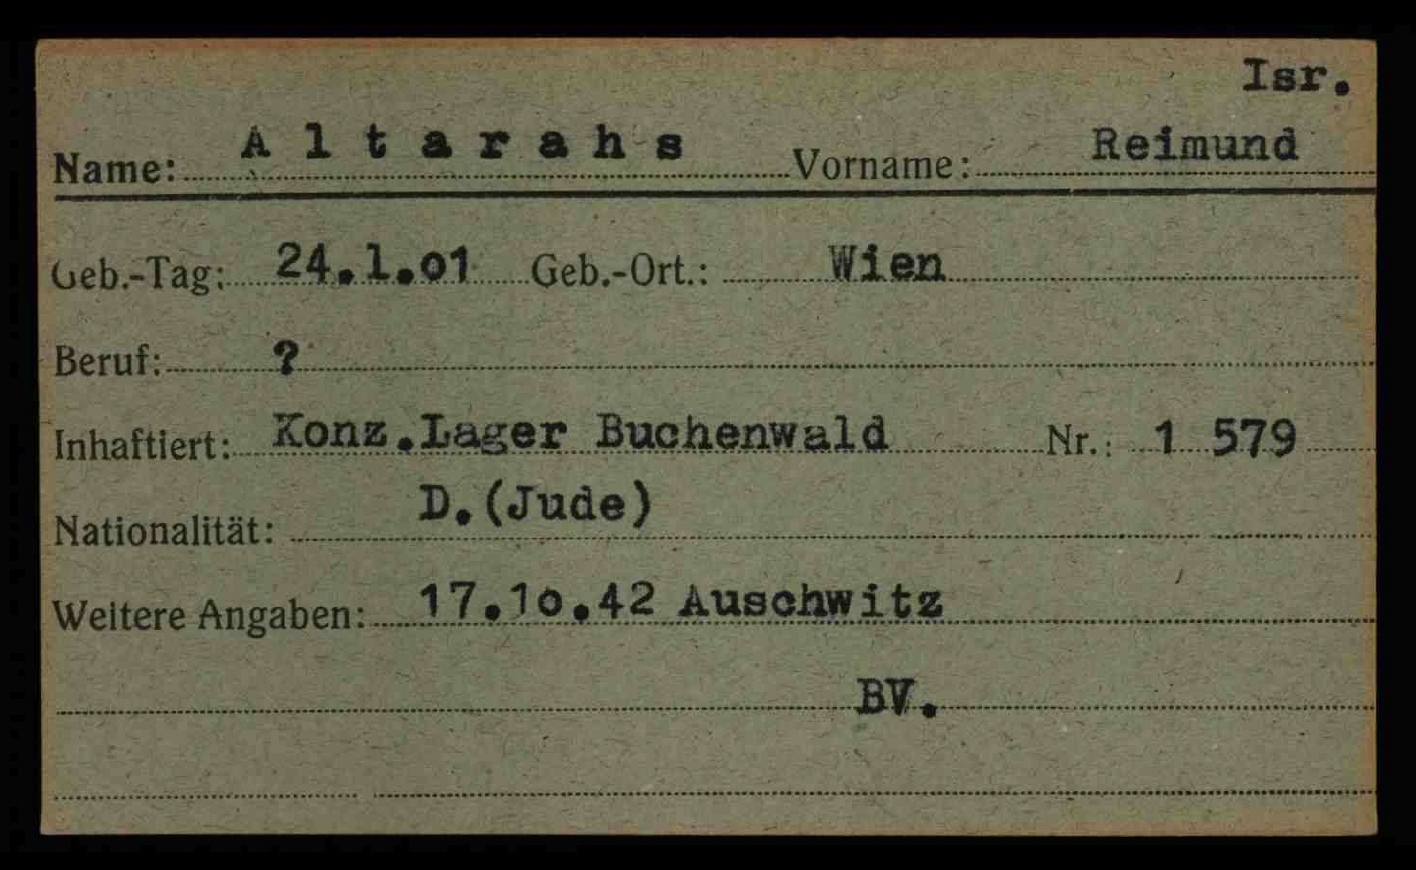 Isr.
Name: Altarahs Vorname: Reimund
Geb.-Tag: 24.1.01 Geb.-Ort.: Wien
Beruf: ?
Inhaftiert: Konz.Lager Buchenwald Nr.: 1 579
D.(Jude)
Nationalität:
Weitere Angaben: 17.10.42 Auschwitz
BV.